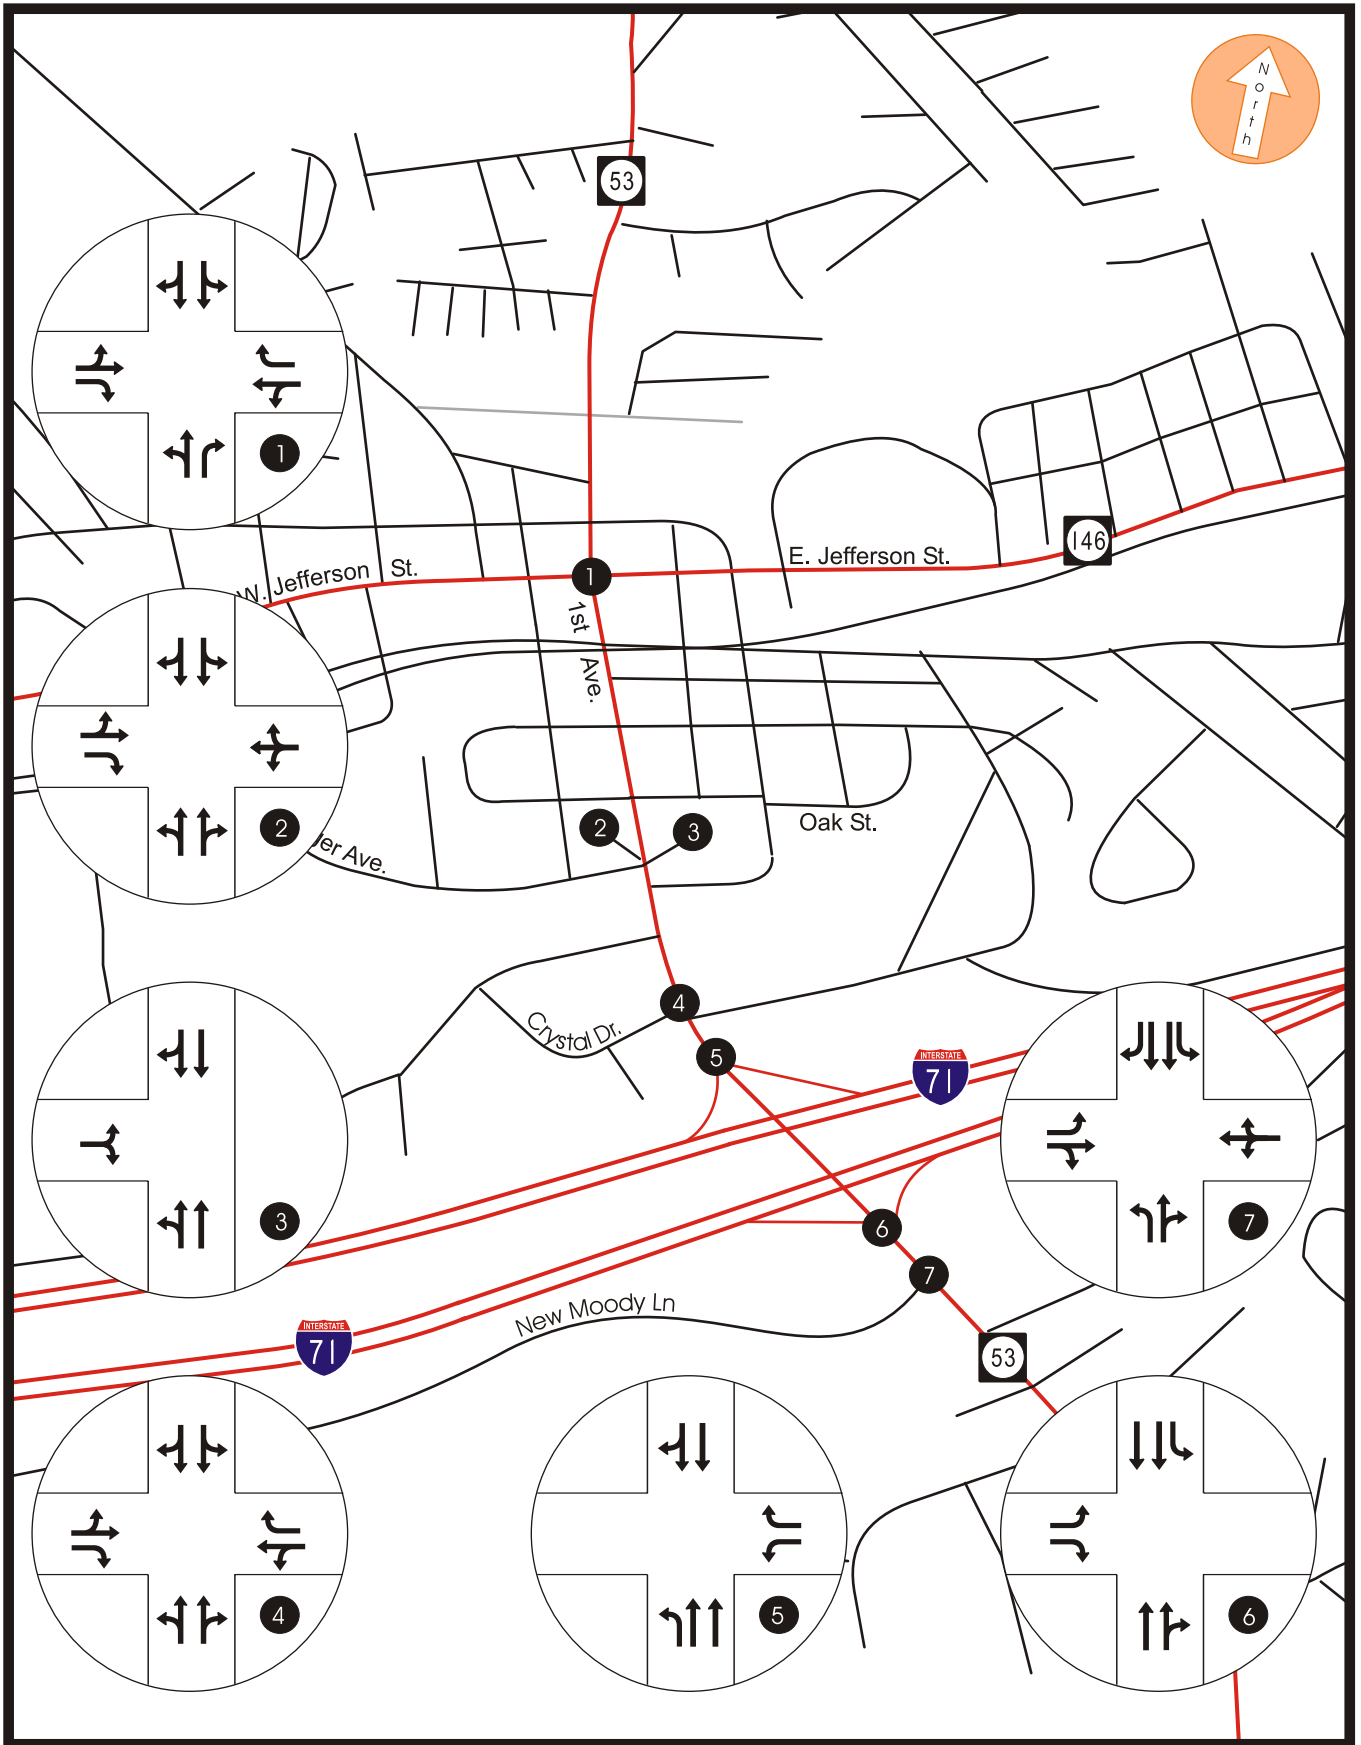 North
53
1
146
E. Jefferson St.
W. Jefferson St.
1
1st Ave.
2
2
3
Oak St.
er Ave.
4
Crystal Dr.
5
INTERSTATE
71
3
6
7
7
New Moody Ln
INTERSTATE
71
53
4
5
6